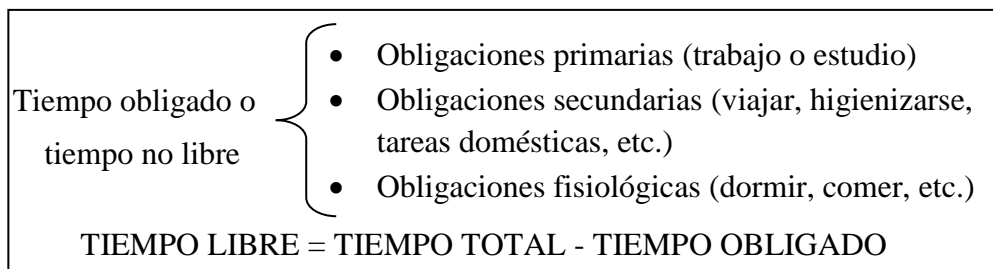 Tiempo obligado o
tiempo no libre
• Obligaciones primarias (trabajo o estudio)
• Obligaciones secundarias (viajar, higienizarse,
tareas domésticas, etc.)
• Obligaciones fisiológicas (dormir, comer, etc.)
TIEMPO LIBRE = TIEMPO TOTAL - TIEMPO OBLIGADO